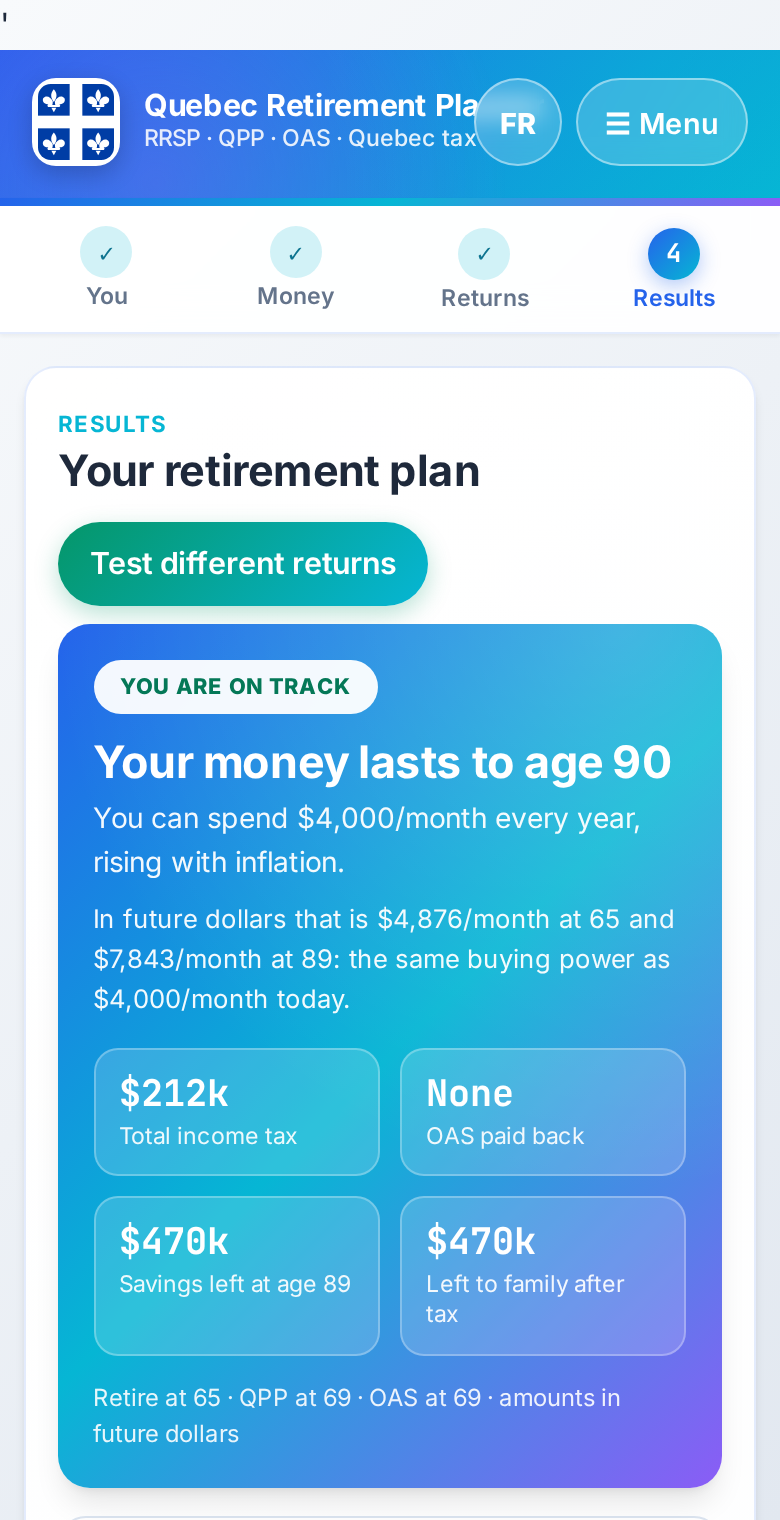 '
Quebec Retirement Pla
RRSP · QPP · OAS · Quebec tax
FR
☰ Menu
✓
You
✓
Money
✓
Returns
4
Results
RESULTS
Your retirement plan
Test different returns
YOU ARE ON TRACK
Your money lasts to age 90
You can spend $4,000/month every year,
rising with inflation.
In future dollars that is $4,876/month at 65 and
$7,843/month at 89: the same buying power as
$4,000/month today.
$212k
Total income tax
None
OAS paid back
$470k
Savings left at age 89
$470k
Left to family after
tax
Retire at 65 · QPP at 69 · OAS at 69 · amounts in
future dollars